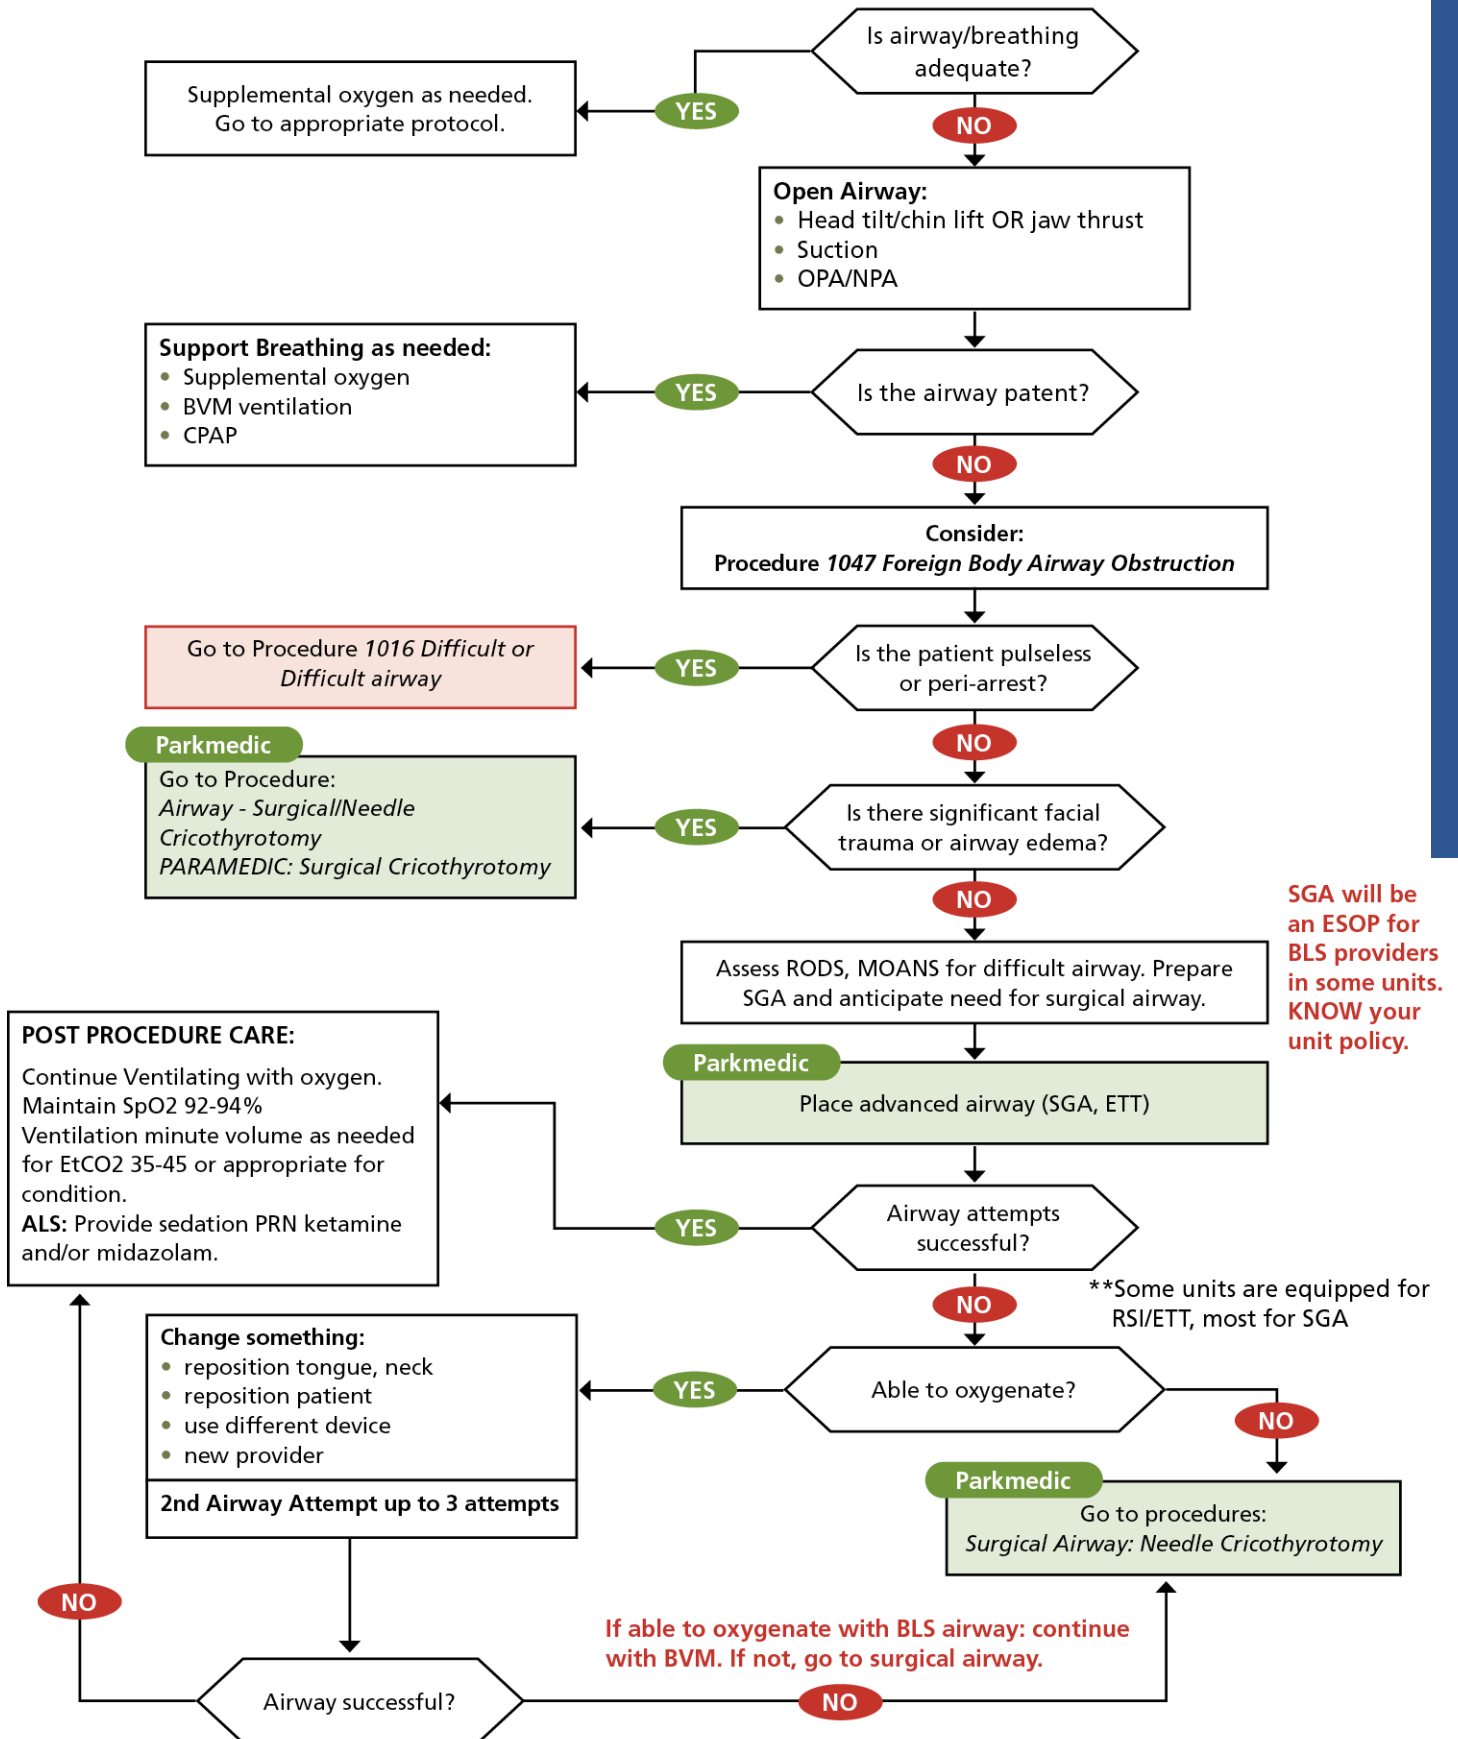 Is airway/breathing
adequate?
YES
NO
Supplemental oxygen as needed.
Go to appropriate protocol.
Open Airway:
• Head tilt/chin lift OR jaw thrust
• Suction
• OPA/NPA
Is the airway patent?
YES
NO
Support Breathing as needed:
• Supplemental oxygen
• BVM ventilation
• CPAP
Consider:
Procedure 1047 Foreign Body Airway Obstruction
Is the patient pulseless
or peri-arrest?
YES
NO
Go to Procedure 1016 Difficult or
Difficult airway
Is there significant facial
trauma or airway edema?
YES
NO
Parkmedic
Go to Procedure:
Airway - Surgical/Needle
Cricothyrotomy
PARAMEDIC: Surgical Cricothyrotomy
SGA will be
an ESOP for
BLS providers
in some units.
KNOW your
unit policy.
Assess RODS, MOANS for difficult airway. Prepare
SGA and anticipate need for surgical airway.
Parkmedic
Place advanced airway (SGA, ETT)
Airway attempts
successful?
YES
NO
POST PROCEDURE CARE:
Continue Ventilating with oxygen.
Maintain SpO2 92-94%
Ventilation minute volume as needed
for EtCO2 35-45 or appropriate for
condition.
ALS: Provide sedation PRN ketamine
and/or midazolam.
**Some units are equipped for
RSI/ETT, most for SGA
Able to oxygenate?
YES
NO
Change something:
• reposition tongue, neck
• reposition patient
• use different device
• new provider
2nd Airway Attempt up to 3 attempts
Parkmedic
Go to procedures:
Surgical Airway: Needle Cricothyrotomy
NO
If able to oxygenate with BLS airway: continue
with BVM. If not, go to surgical airway.
Airway successful?
NO